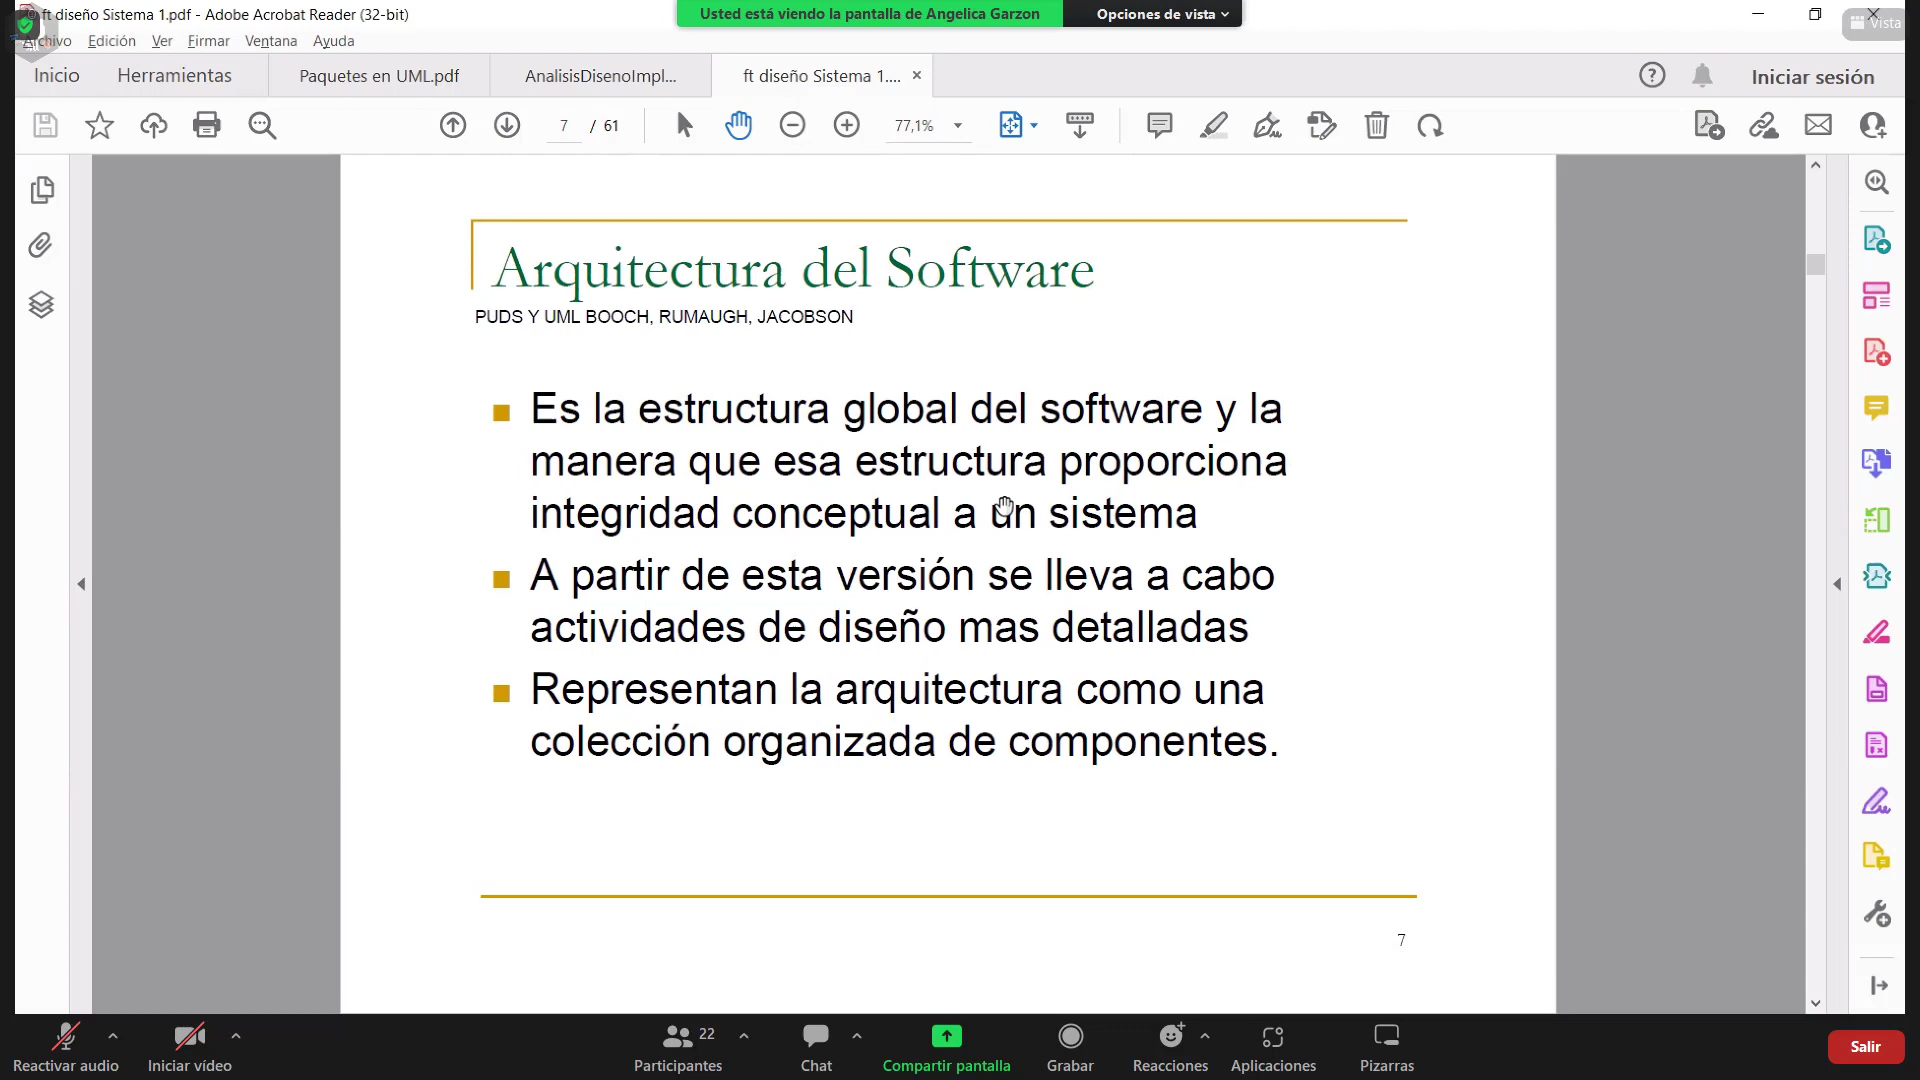 ft diseño Sistema 1.pdf - Adobe Acrobat Reader (32-bit)
Usted está viendo la pantalla de Angelica Garzon
Opciones de vista
Vista
Archivo Edición Ver Firmar Ventana Ayuda
Inicio Herramientas Paquetes en UML.pdf AnalisisDisenoImpl... ft diseño Sistema 1.... × Iniciar sesión
7 / 61 77,1%
Arquitectura del Software
PUDS Y UML BOOCH, RUMAUGH, JACOBSON
Es la estructura global del software y la
manera que esa estructura proporciona
integridad conceptual a un sistema
A partir de esta versión se lleva a cabo
actividades de diseño mas detalladas
Representan la arquitectura como una
colección organizada de componentes.
7
22
Reactivar audio Iniciar vídeo Participantes Chat Compartir pantalla Grabar Reacciones Aplicaciones Pizarras Salir